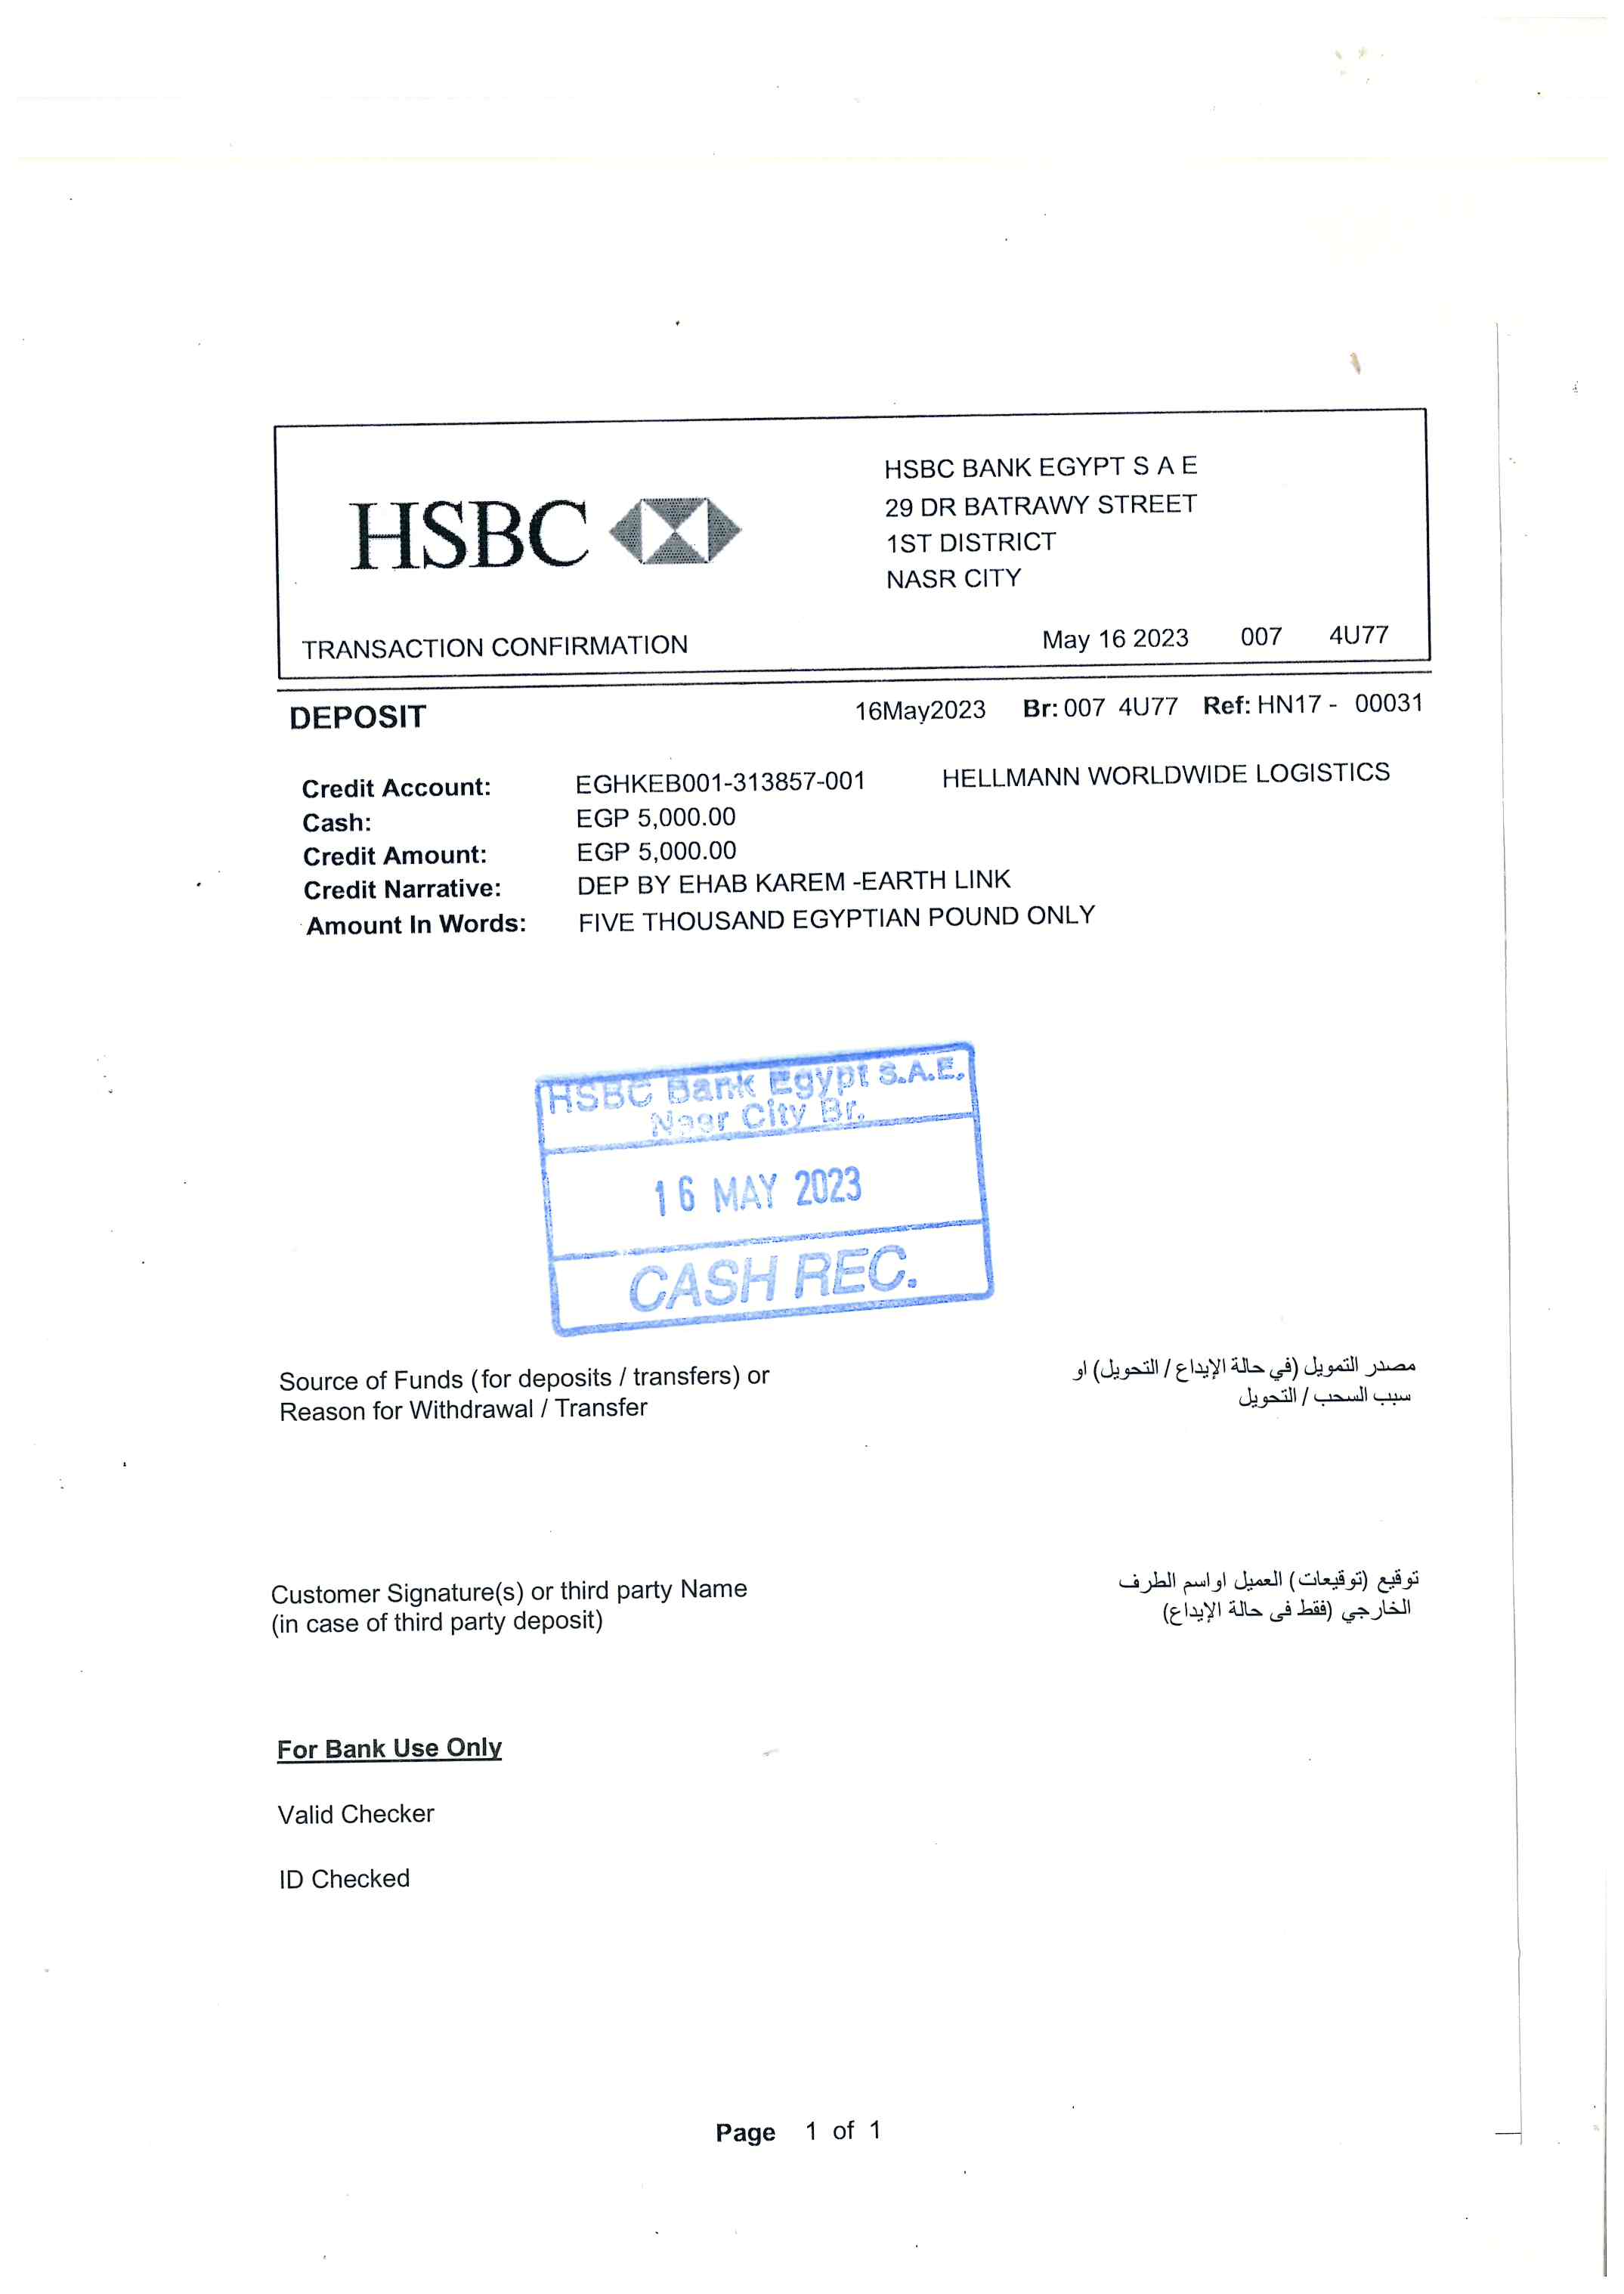 HSBC
HSBC BANK EGYPT S A E
29 DR BATRAWY STREET
1ST DISTRICT
NASR CITY
TRANSACTION CONFIRMATION May 16 2023 007 4U77
DEPOSIT 16May2023 Br: 007 4U77 Ref: HN17 - 00031
Credit Account: EGHKEB001-313857-001 HELLMANN WORLDWIDE LOGISTICS
Cash: EGP 5,000.00
Credit Amount: EGP 5,000.00
Credit Narrative: DEP BY EHAB KAREM -EARTH LINK
Amount In Words: FIVE THOUSAND EGYPTIAN POUND ONLY
HSBC Bank Egypt S.A.E.
Nasr City Br.
16 MAY 2023
CASH REC.
Source of Funds (for deposits / transfers) or
Reason for Withdrawal / Transfer
مصدر التمويل (في حالة الإيداع / التحويل) او
سبب السحب / التحويل
Customer Signature(s) or third party Name
(in case of third party deposit)
توقيع (توقيعات) العميل او اسم الطرف
الخارجي (فقط فى حالة الإيداع)
For Bank Use Only
Valid Checker
ID Checked
Page 1 of 1